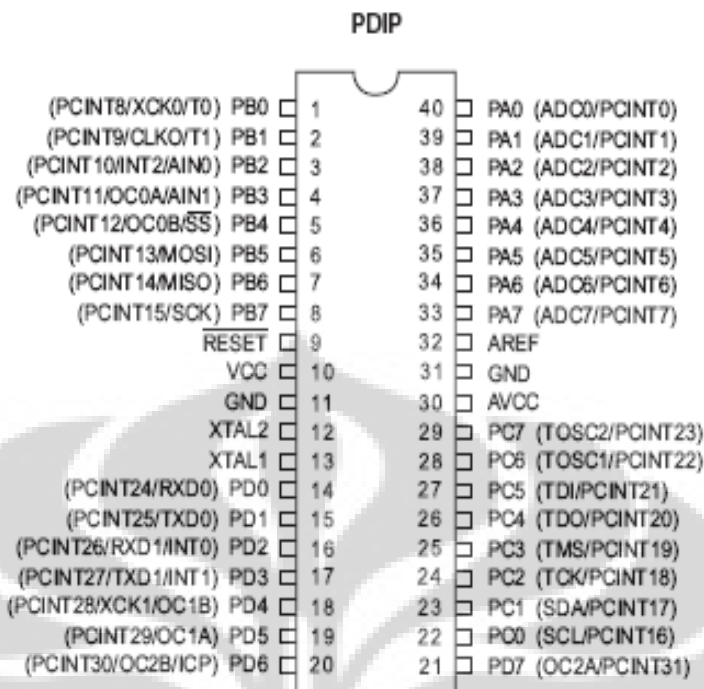 PDIP
(PCINT8/XCK0/T0) PB0 1 40 PA0 (ADC0/PCINT0)
(PCINT9/CLKO/T1) PB1 2 39 PA1 (ADC1/PCINT1)
(PCINT10/INT2/AIN0) PB2 3 38 PA2 (ADC2/PCINT2)
(PCINT11/OC0A/AIN1) PB3 4 37 PA3 (ADC3/PCINT3)
(PCINT12/OC0B/SS) PB4 5 36 PA4 (ADC4/PCINT4)
(PCINT13/MOSI) PB5 6 35 PA5 (ADC5/PCINT5)
(PCINT14/MISO) PB6 7 34 PA6 (ADC6/PCINT6)
(PCINT15/SCK) PB7 8 33 PA7 (ADC7/PCINT7)
RESET 9 32 AREF
VCC 10 31 GND
GND 11 30 AVCC
XTAL2 12 29 PC7 (TOSC2/PCINT23)
XTAL1 13 28 PC6 (TOSC1/PCINT22)
(PCINT24/RXD0) PD0 14 27 PC5 (TDI/PCINT21)
(PCINT25/TXD0) PD1 15 26 PC4 (TDO/PCINT20)
(PCINT26/RXD1/INT0) PD2 16 25 PC3 (TMS/PCINT19)
(PCINT27/TXD1/INT1) PD3 17 24 PC2 (TCK/PCINT18)
(PCINT28/XCK1/OC1B) PD4 18 23 PC1 (SDA/PCINT17)
(PCINT29/OC1A) PD5 19 22 PC0 (SCL/PCINT16)
(PCINT30/OC2B/ICP) PD6 20 21 PD7 (OC2A/PCINT31)